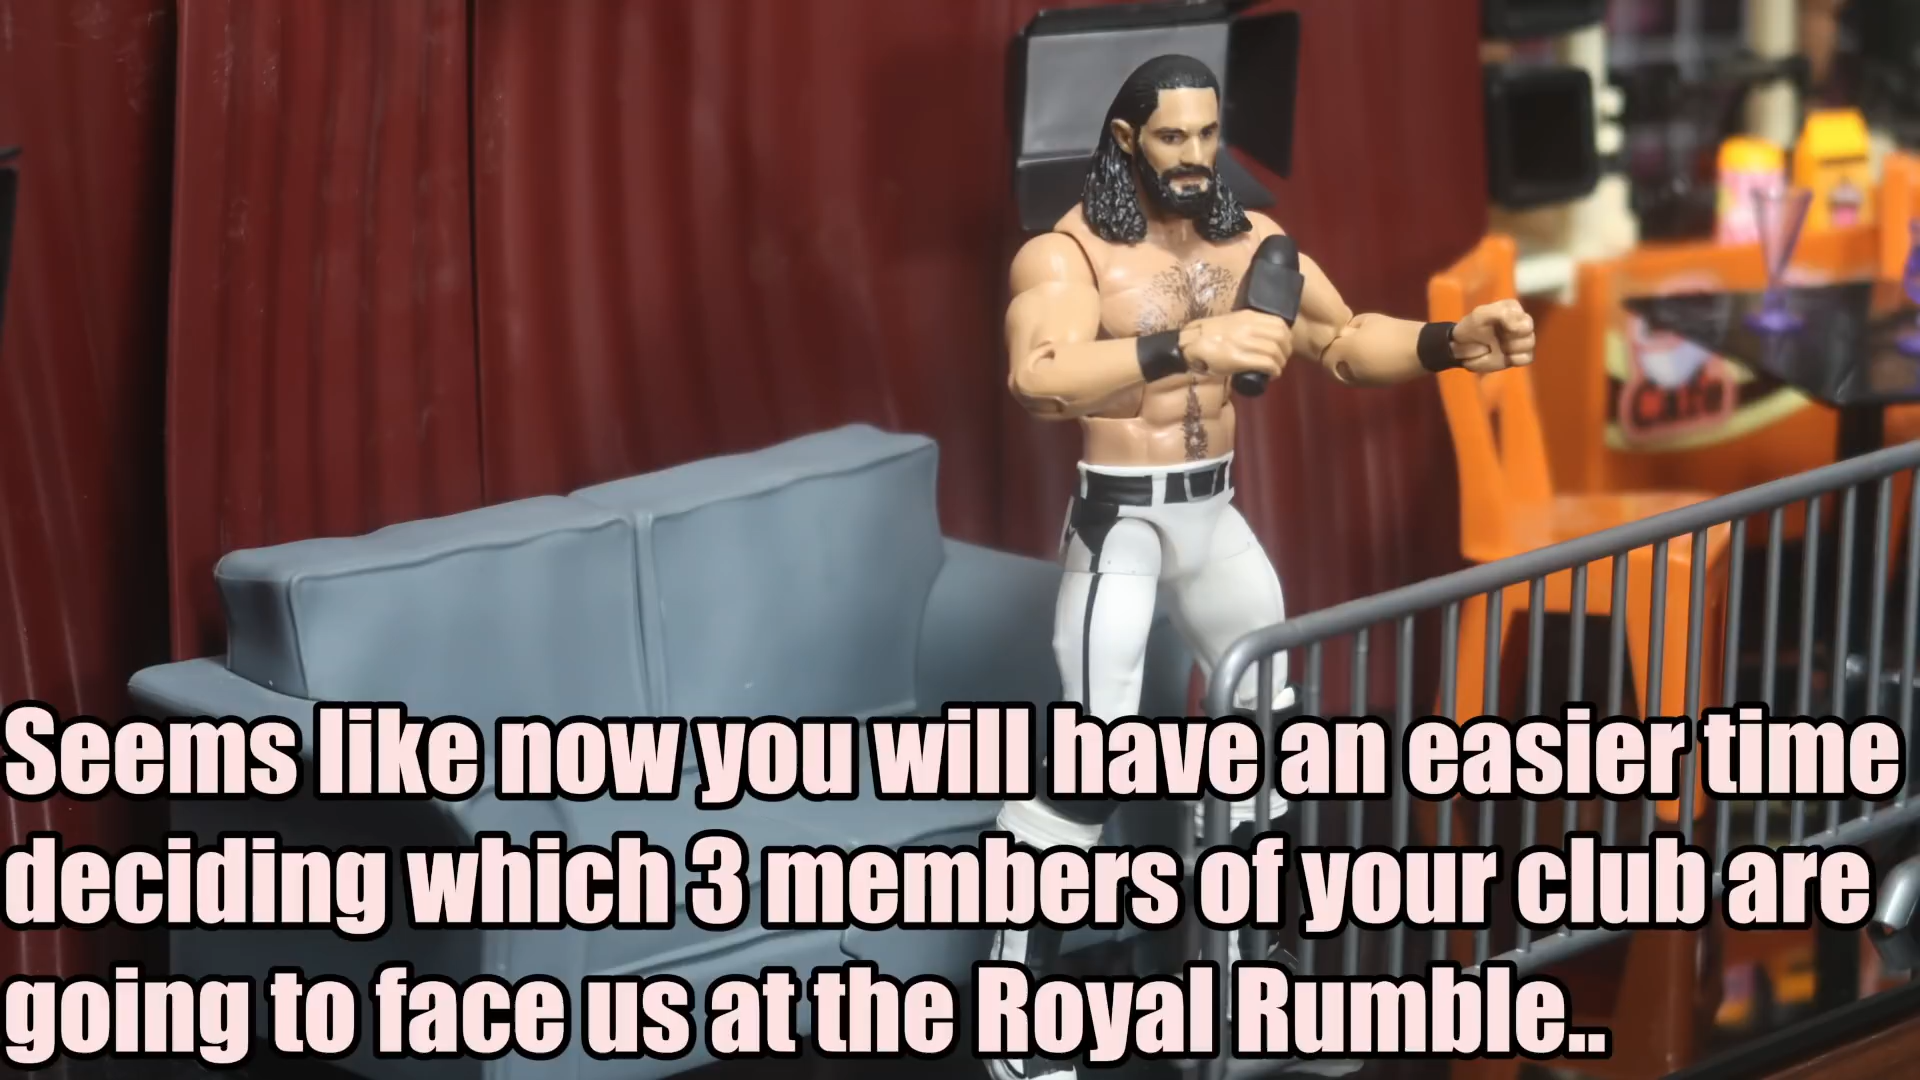 Seems like now you will have an easier time
deciding which 3 members of your club are
going to face us at the Royal Rumble..